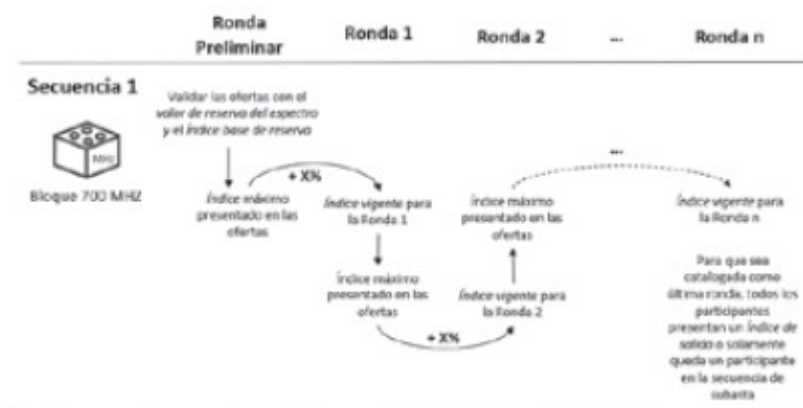 Ronda
Preliminar
Ronda 1
Ronda 2
...
Ronda n
Secuencia 1
MHz
Bloque 700 MHZ
Validar las ofertas con el
valor de reserva del espectro
y el índice base de reserva
+ X%
Índice máximo
presentado en las
ofertas
Índice vigente para
la Ronda 1
Índice máximo
presentado en las
ofertas
+ X%
Índice vigente para
la Ronda 2
Índice máximo
presentado en las
ofertas
...
Índice vigente para
la Ronda n
Para que sea
catalogada como
última ronda, todos los
participantes
presentan un Índice de
salida o solamente
queda un participante
en la secuencia de
subasta